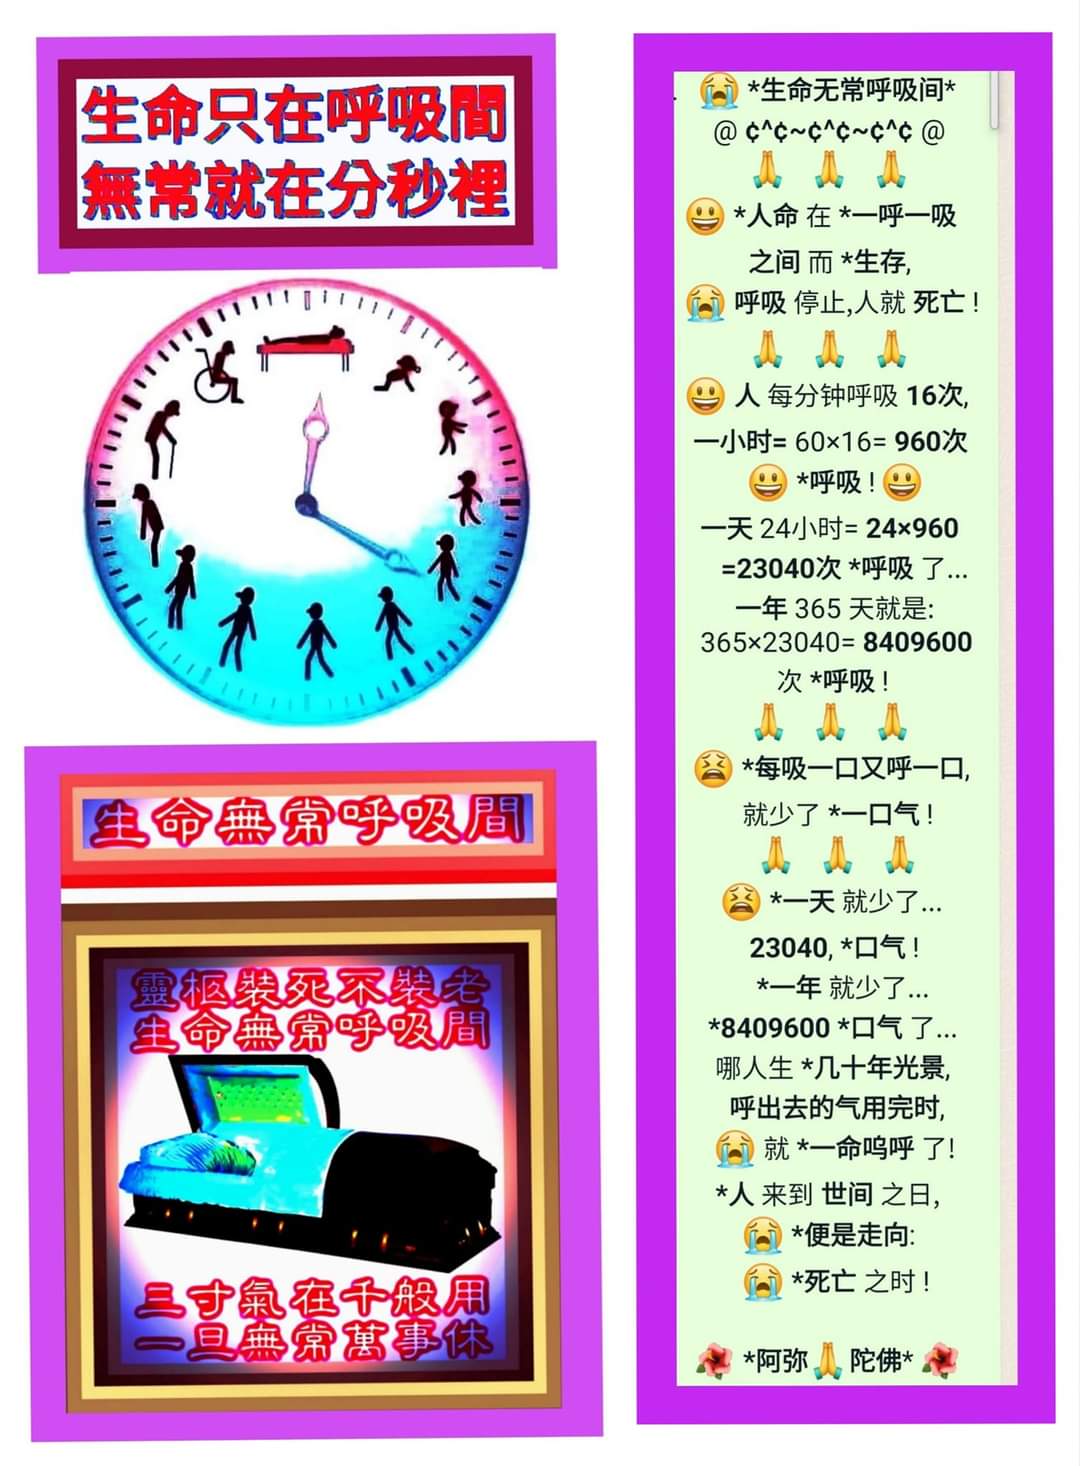 生命只在呼吸間
無常就在分秒裡
生命無常呼吸間
靈柩裝死不裝老
生命無常呼吸間
三寸氣在千般用
一旦無常萬事休
😭 *生命无常呼吸间*
@ ¢^¢~¢^¢~¢^¢ @
🙏 🙏 🙏
😃 *人命 在 *一呼一吸
之间 而 *生存,
😭 呼吸 停止,人就 死亡 !
🙏 🙏 🙏
😃 人 每分钟呼吸 16次,
一小时= 60×16= 960次
😃 *呼吸 ! 😃
一天 24小时= 24×960
=23040次 *呼吸 了...
一年 365 天就是:
365×23040= 8409600
次 *呼吸 !
🙏 🙏 🙏
😫 *每吸一口又呼一口,
就少了 *一口气 !
🙏 🙏 🙏
😫 *一天 就少了...
23040, *口气 !
*一年 就少了...
*8409600 *口气 了...
哪人生 *几十年光景,
呼出去的气用完时,
😭 就 *一命呜呼 了!
*人 来到 世间 之日,
😭 *便是走向:
😭 *死亡 之时 !
🌺 *阿弥🙏陀佛* 🌺